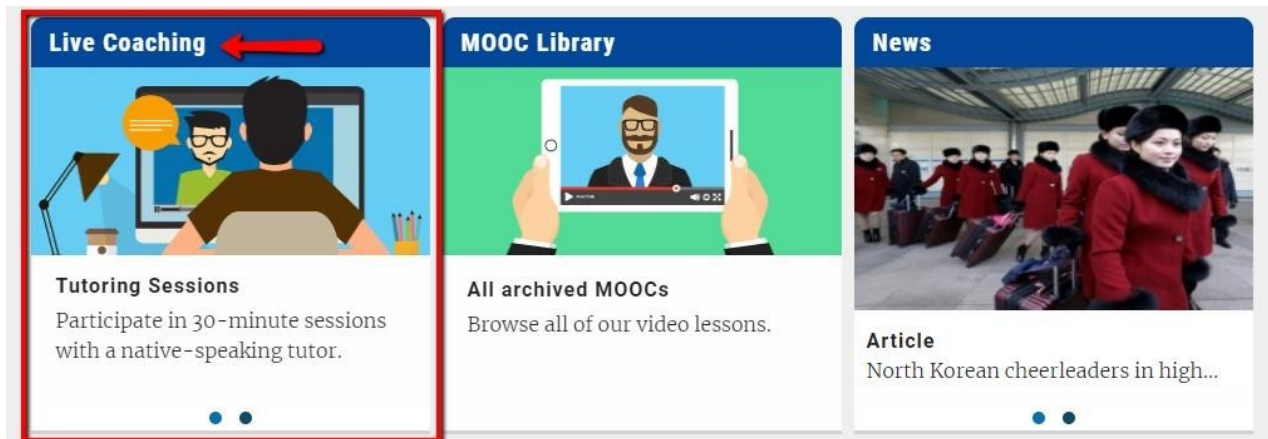 Live Coaching
Tutoring Sessions
Participate in 30-minute sessions
with a native-speaking tutor.
MOOC Library
All archived MOOCs
Browse all of our video lessons.
News
Article
North Korean cheerleaders in high...